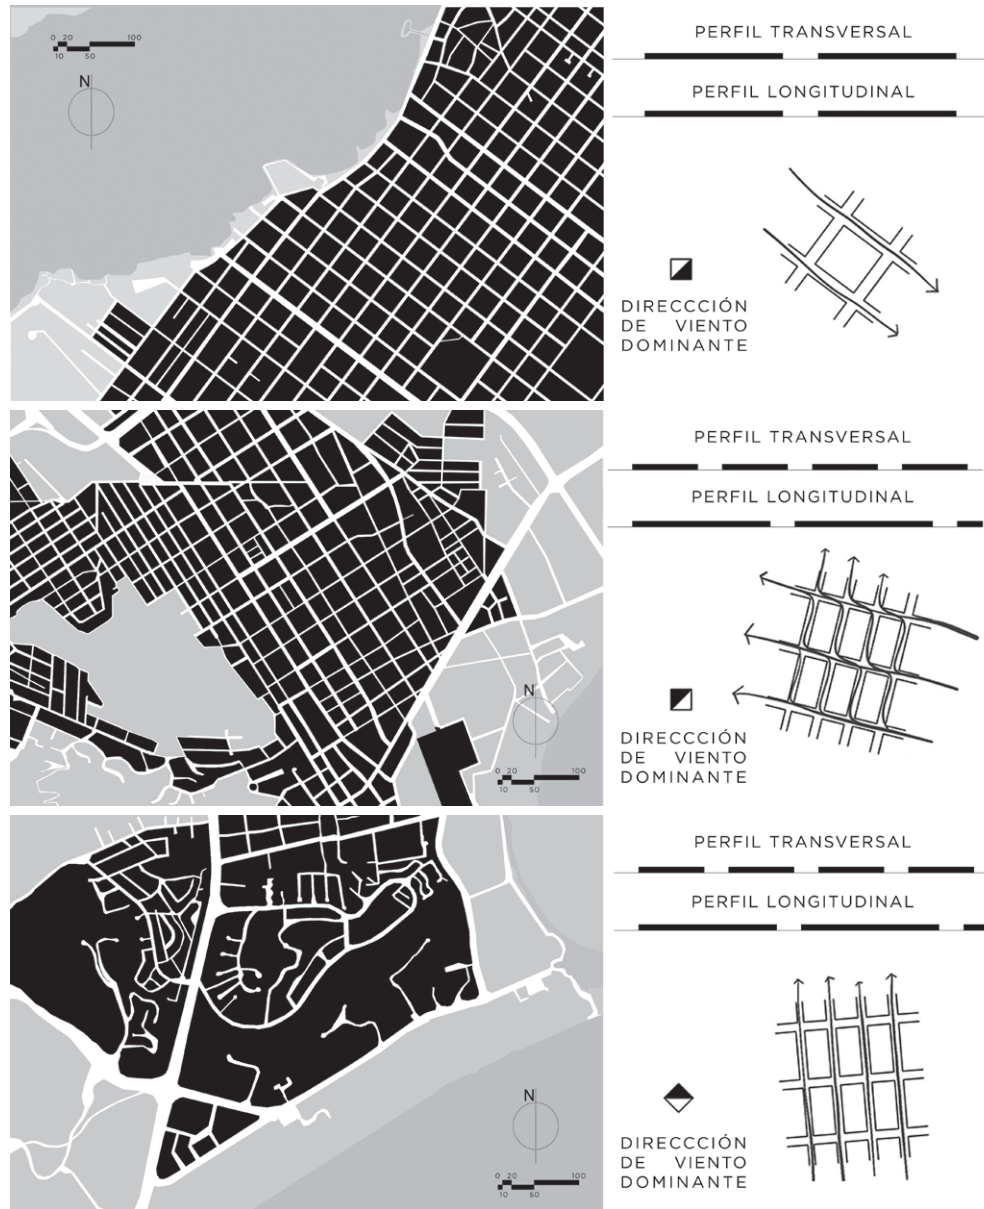 0 20 100
10 50
N
PERFIL TRANSVERSAL
PERFIL LONGITUDINAL
DIRECCCIÓN
DE VIENTO
DOMINANTE
PERFIL TRANSVERSAL
PERFIL LONGITUDINAL
N
0 20 100
10 50
DIRECCCIÓN
DE VIENTO
DOMINANTE
PERFIL TRANSVERSAL
PERFIL LONGITUDINAL
N
0 20 100
10 50
DIRECCCIÓN
DE VIENTO
DOMINANTE